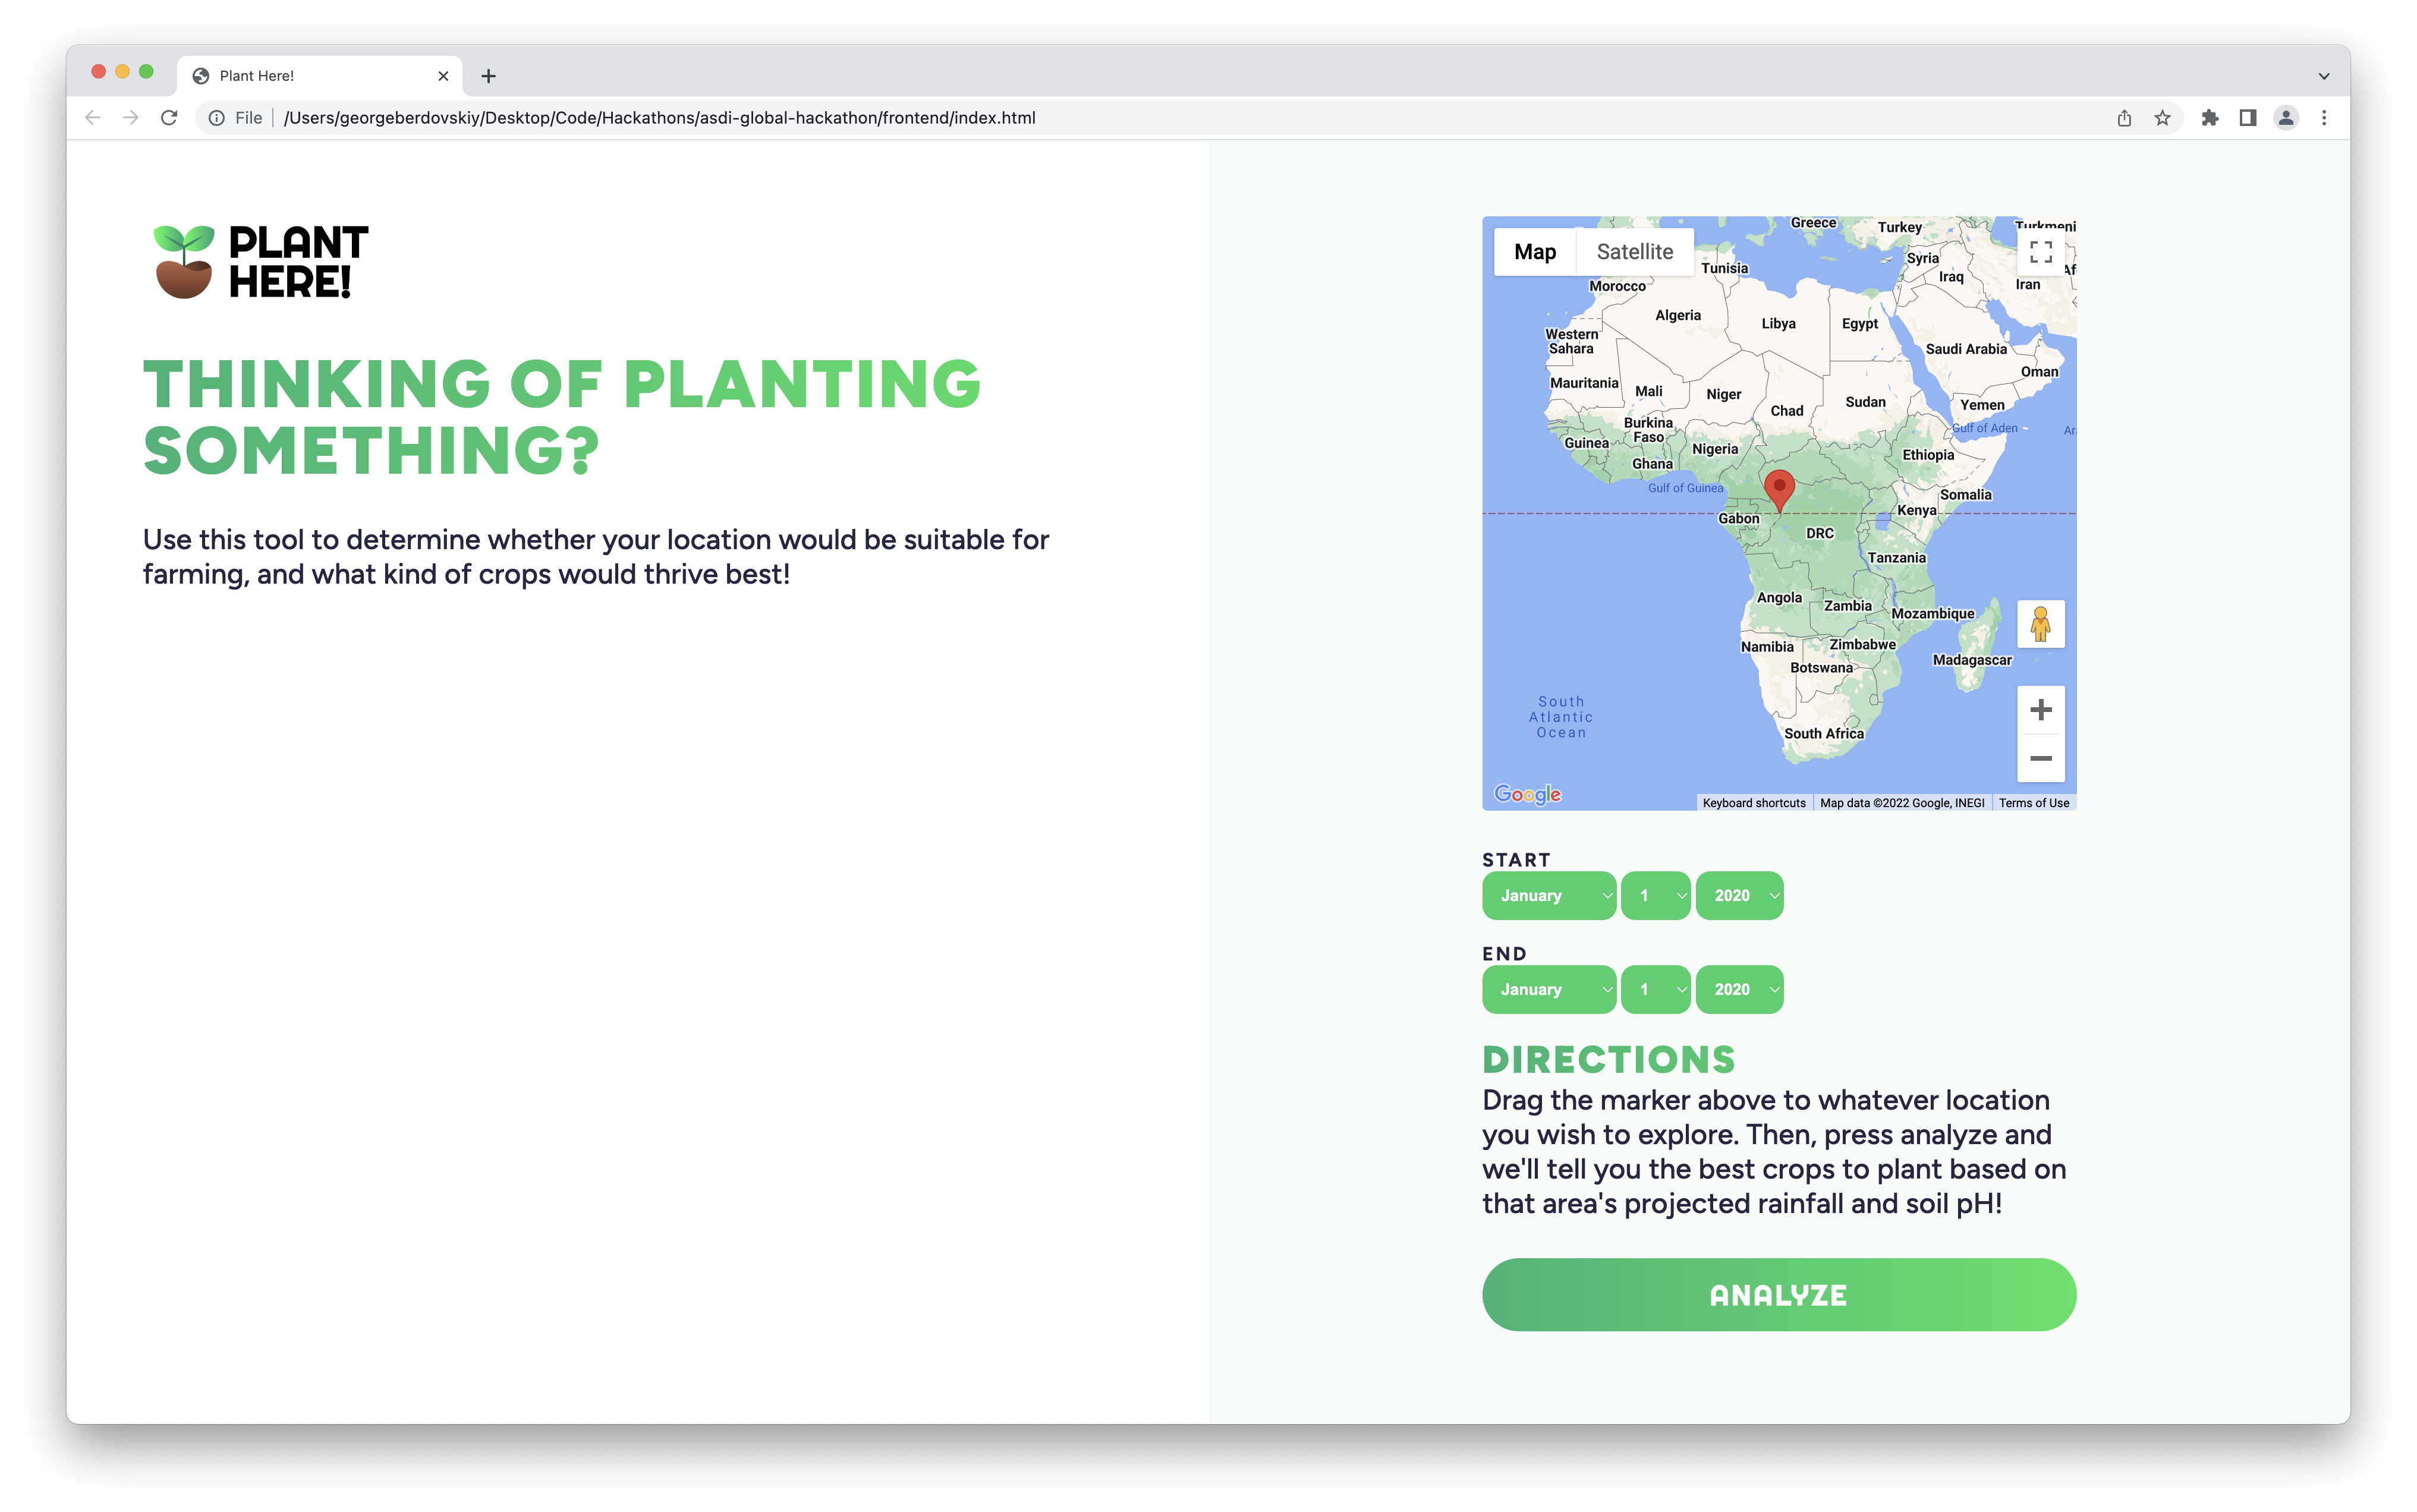 Plant Here!
File
/Users/georgeberdovskiy/Desktop/Code/Hackathons/asdi-global-hackathon/frontend/index.html
PLANT
HERE!
THINKING OF PLANTING
SOMETHING?
Use this tool to determine whether your location would be suitable for
farming, and what kind of crops would thrive best!
Map
Satellite
Greece
Turkey
Turkmeni
Tunisia
Syria
Iraq
Af
Iran
Morocco
Algeria
Libya
Egypt
Western
Sahara
Saudi Arabia
Oman
Mauritania
Mali
Niger
Chad
Sudan
Yemen
Burkina
Faso
Gulf of Aden
Ar
Guinea
Nigeria
Ghana
Ethiopia
Gulf of Guinea
Somalia
Gabon
Kenya
DRC
Tanzania
Angola
Zambia
Mozambique
Namibia
Zimbabwe
Botswana
Madagascar
South
Atlantic
Ocean
South Africa
Google
Keyboard shortcuts
Map data ©2022 Google, INEGI
Terms of Use
START
January 1 2020
END
January 1 2020
DIRECTIONS
Drag the marker above to whatever location
you wish to explore. Then, press analyze and
we'll tell you the best crops to plant based on
that area's projected rainfall and soil pH!
ANALYZE